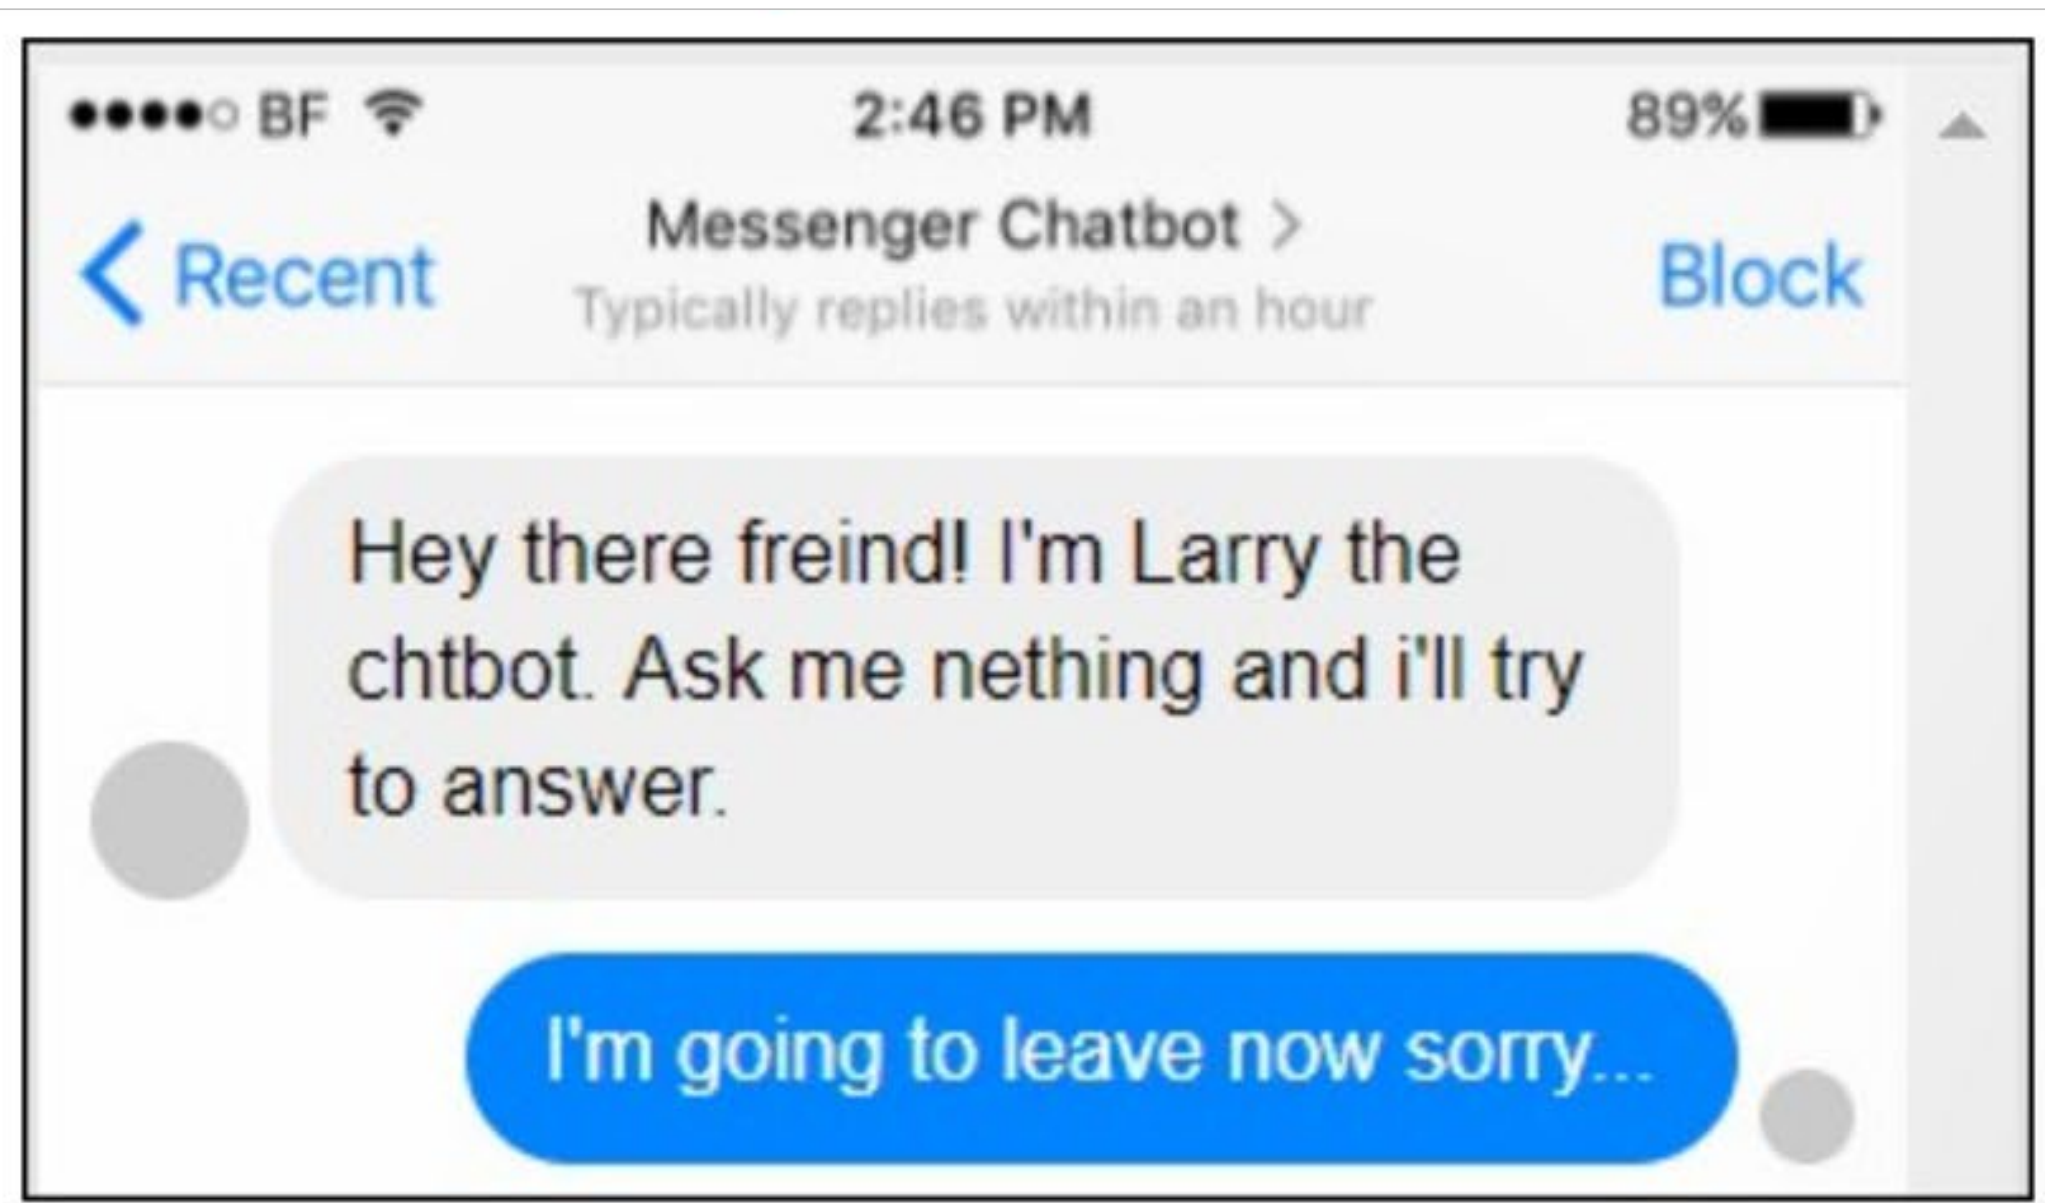 BF 2:46 PM 89%
Messenger Chatbot >
Recent Block
Typically replies within an hour
Hey there freind! I'm Larry the
chtbot. Ask me nething and i'll try
to answer.
I'm going to leave now sorry...